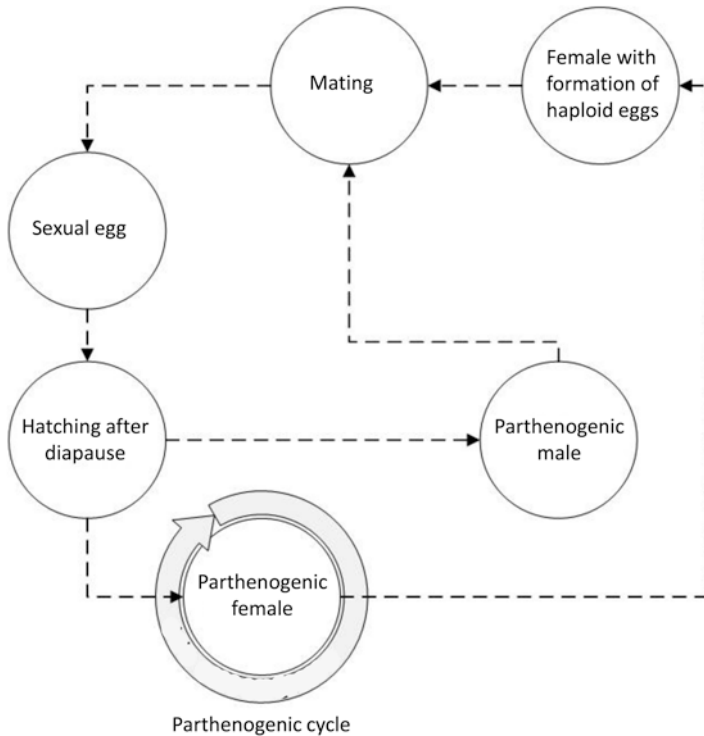 Mating
Female with
formation of
haploid eggs
Sexual egg
Hatching after
diapause
Parthenogenic
male
Parthenogenic
female
Parthenogenic cycle